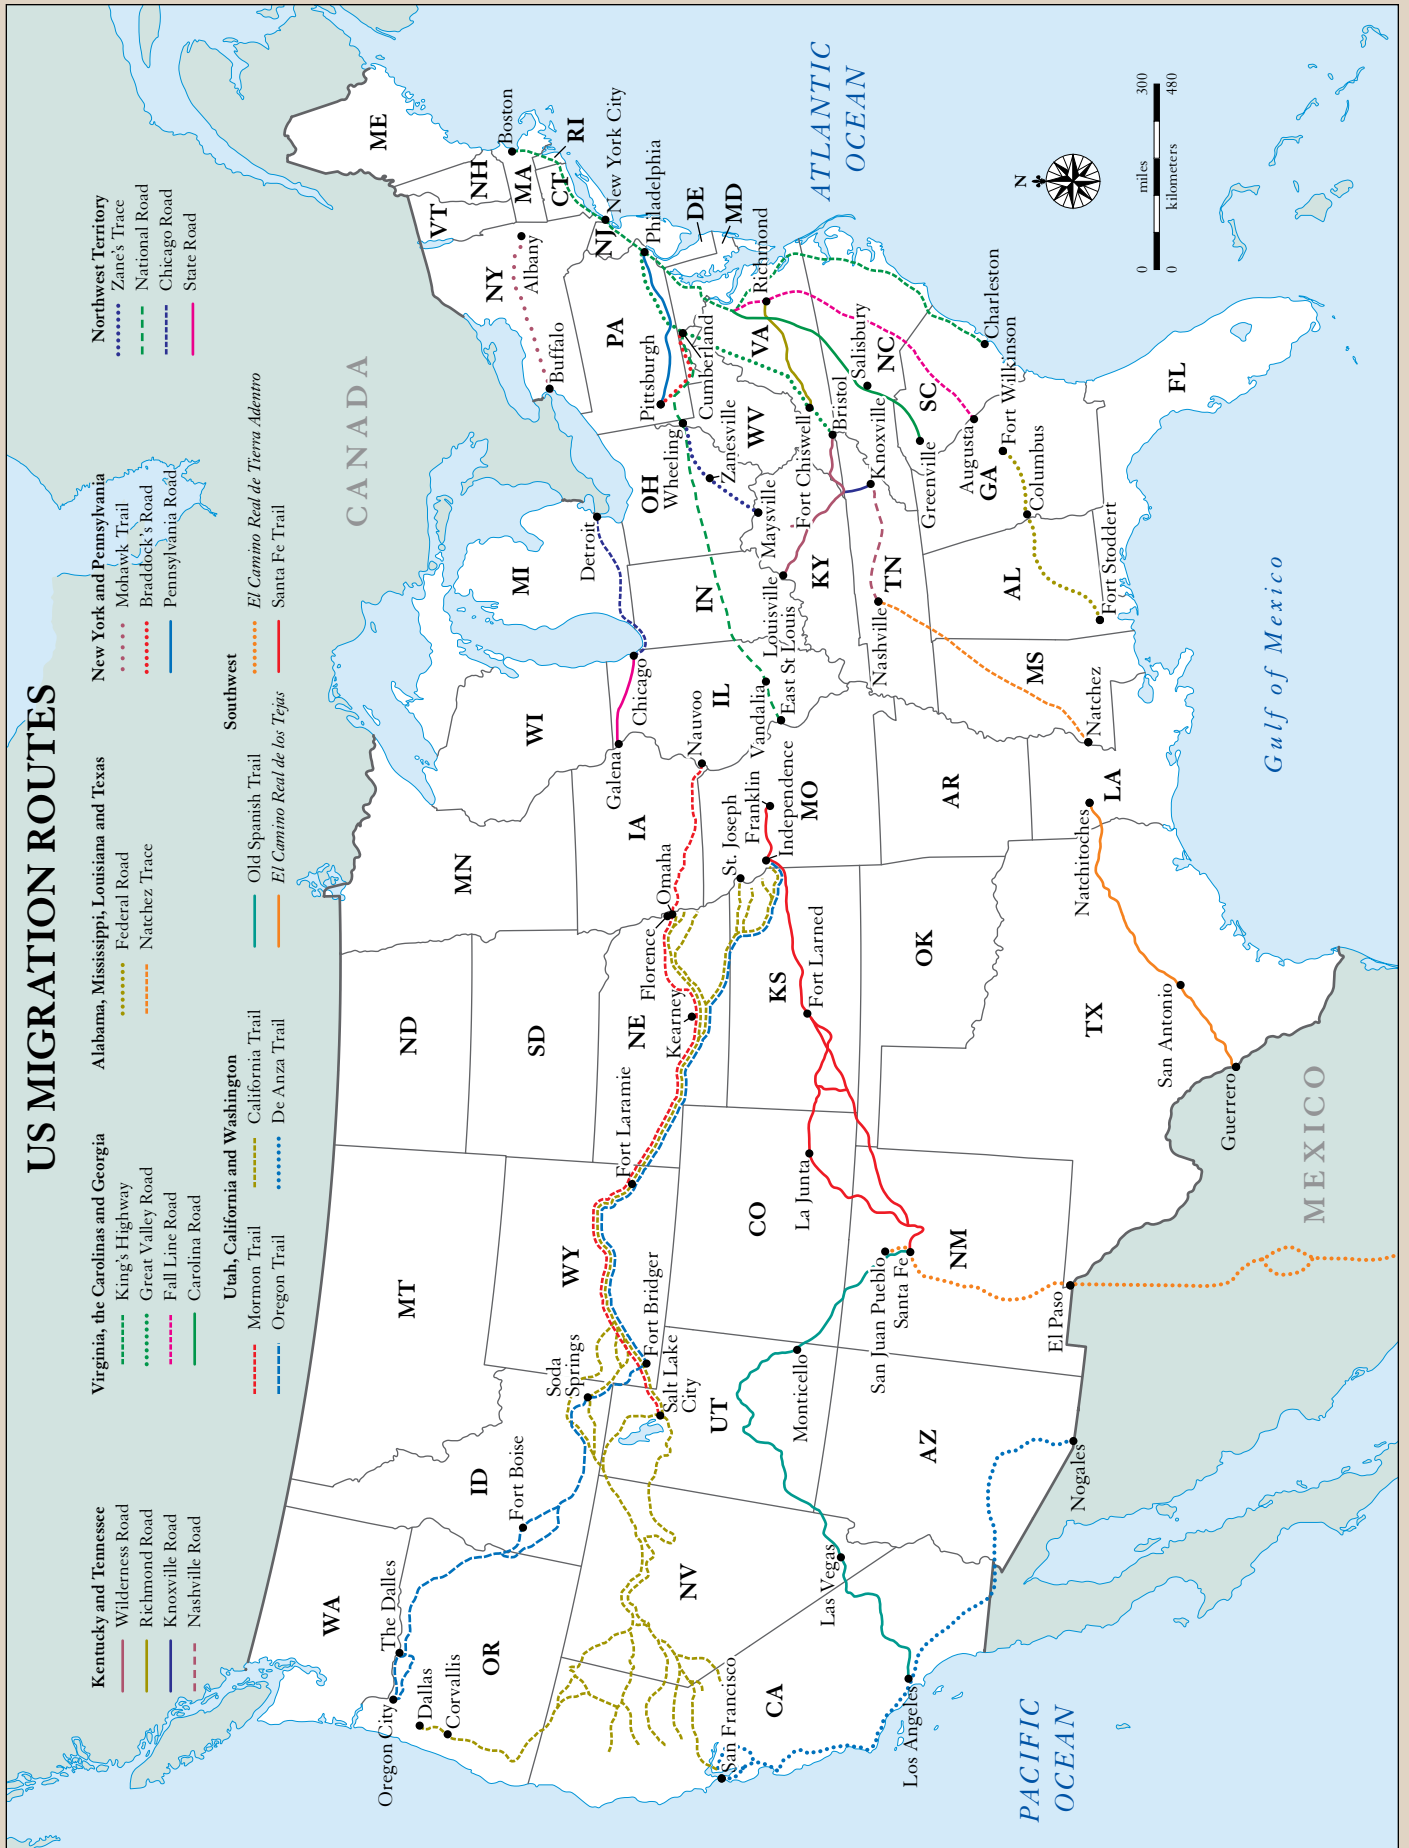 US MIGRATION ROUTES
Kentucky and Tennessee
Wilderness Road
Richmond Road
Knoxville Road
Nashville Road
Virginia, the Carolinas and Georgia
King's Highway
Great Valley Road
Fall Line Road
Carolina Road
Alabama, Mississippi, Louisiana and Texas
Federal Road
Natchez Trace
New York and Pennsylvania
Mohawk Trail
Braddock's Road
Pennsylvania Road
Northwest Territory
Zane's Trace
National Road
Chicago Road
State Road
Utah, California and Washington
Mormon Trail
California Trail
Oregon Trail
De Anza Trail
Southwest
Old Spanish Trail
El Camino Real de Tierra Adentro
El Camino Real de los Tejas
Santa Fe Trail
CANADA
WA
MT
ND
MN
WI
MI
NY
VT
NH
ME
MA
CT
RI
NJ
PA
DE
MD
OR
ID
WY
SD
NE
IA
IL
IN
OH
WV
VA
NV
UT
CO
KS
MO
KY
TN
NC
SC
CA
AZ
NM
OK
AR
TX
LA
MS
AL
GA
FL
Oregon City
The Dalles
Dallas
Corvallis
Fort Boise
Soda
Springs
Fort Bridger
Salt Lake
City
Fort Laramie
Kearney
Florence
Omaha
St. Joseph
Franklin
Independence
Nauvoo
Galena
Chicago
Detroit
Vandalia
East St Louis
Louisville
Maysville
Zanesville
Wheeling
Pittsburgh
Cumberland
Buffalo
Albany
Boston
New York City
Philadelphia
Richmond
Fort Chiswell
Bristol
Knoxville
Nashville
Salisbury
Greenville
Augusta
Charleston
Fort Wilkinson
Columbus
Fort Stoddert
Natchez
Natchitoches
San Antonio
Guerrero
Fort Larned
La Junta
San Juan Pueblo
Santa Fe
El Paso
Monticello
Las Vegas
Los Angeles
San Francisco
Nogales
MEXICO
PACIFIC
OCEAN
Gulf of Mexico
ATLANTIC
OCEAN
N
0
300
miles
kilometers
0
480